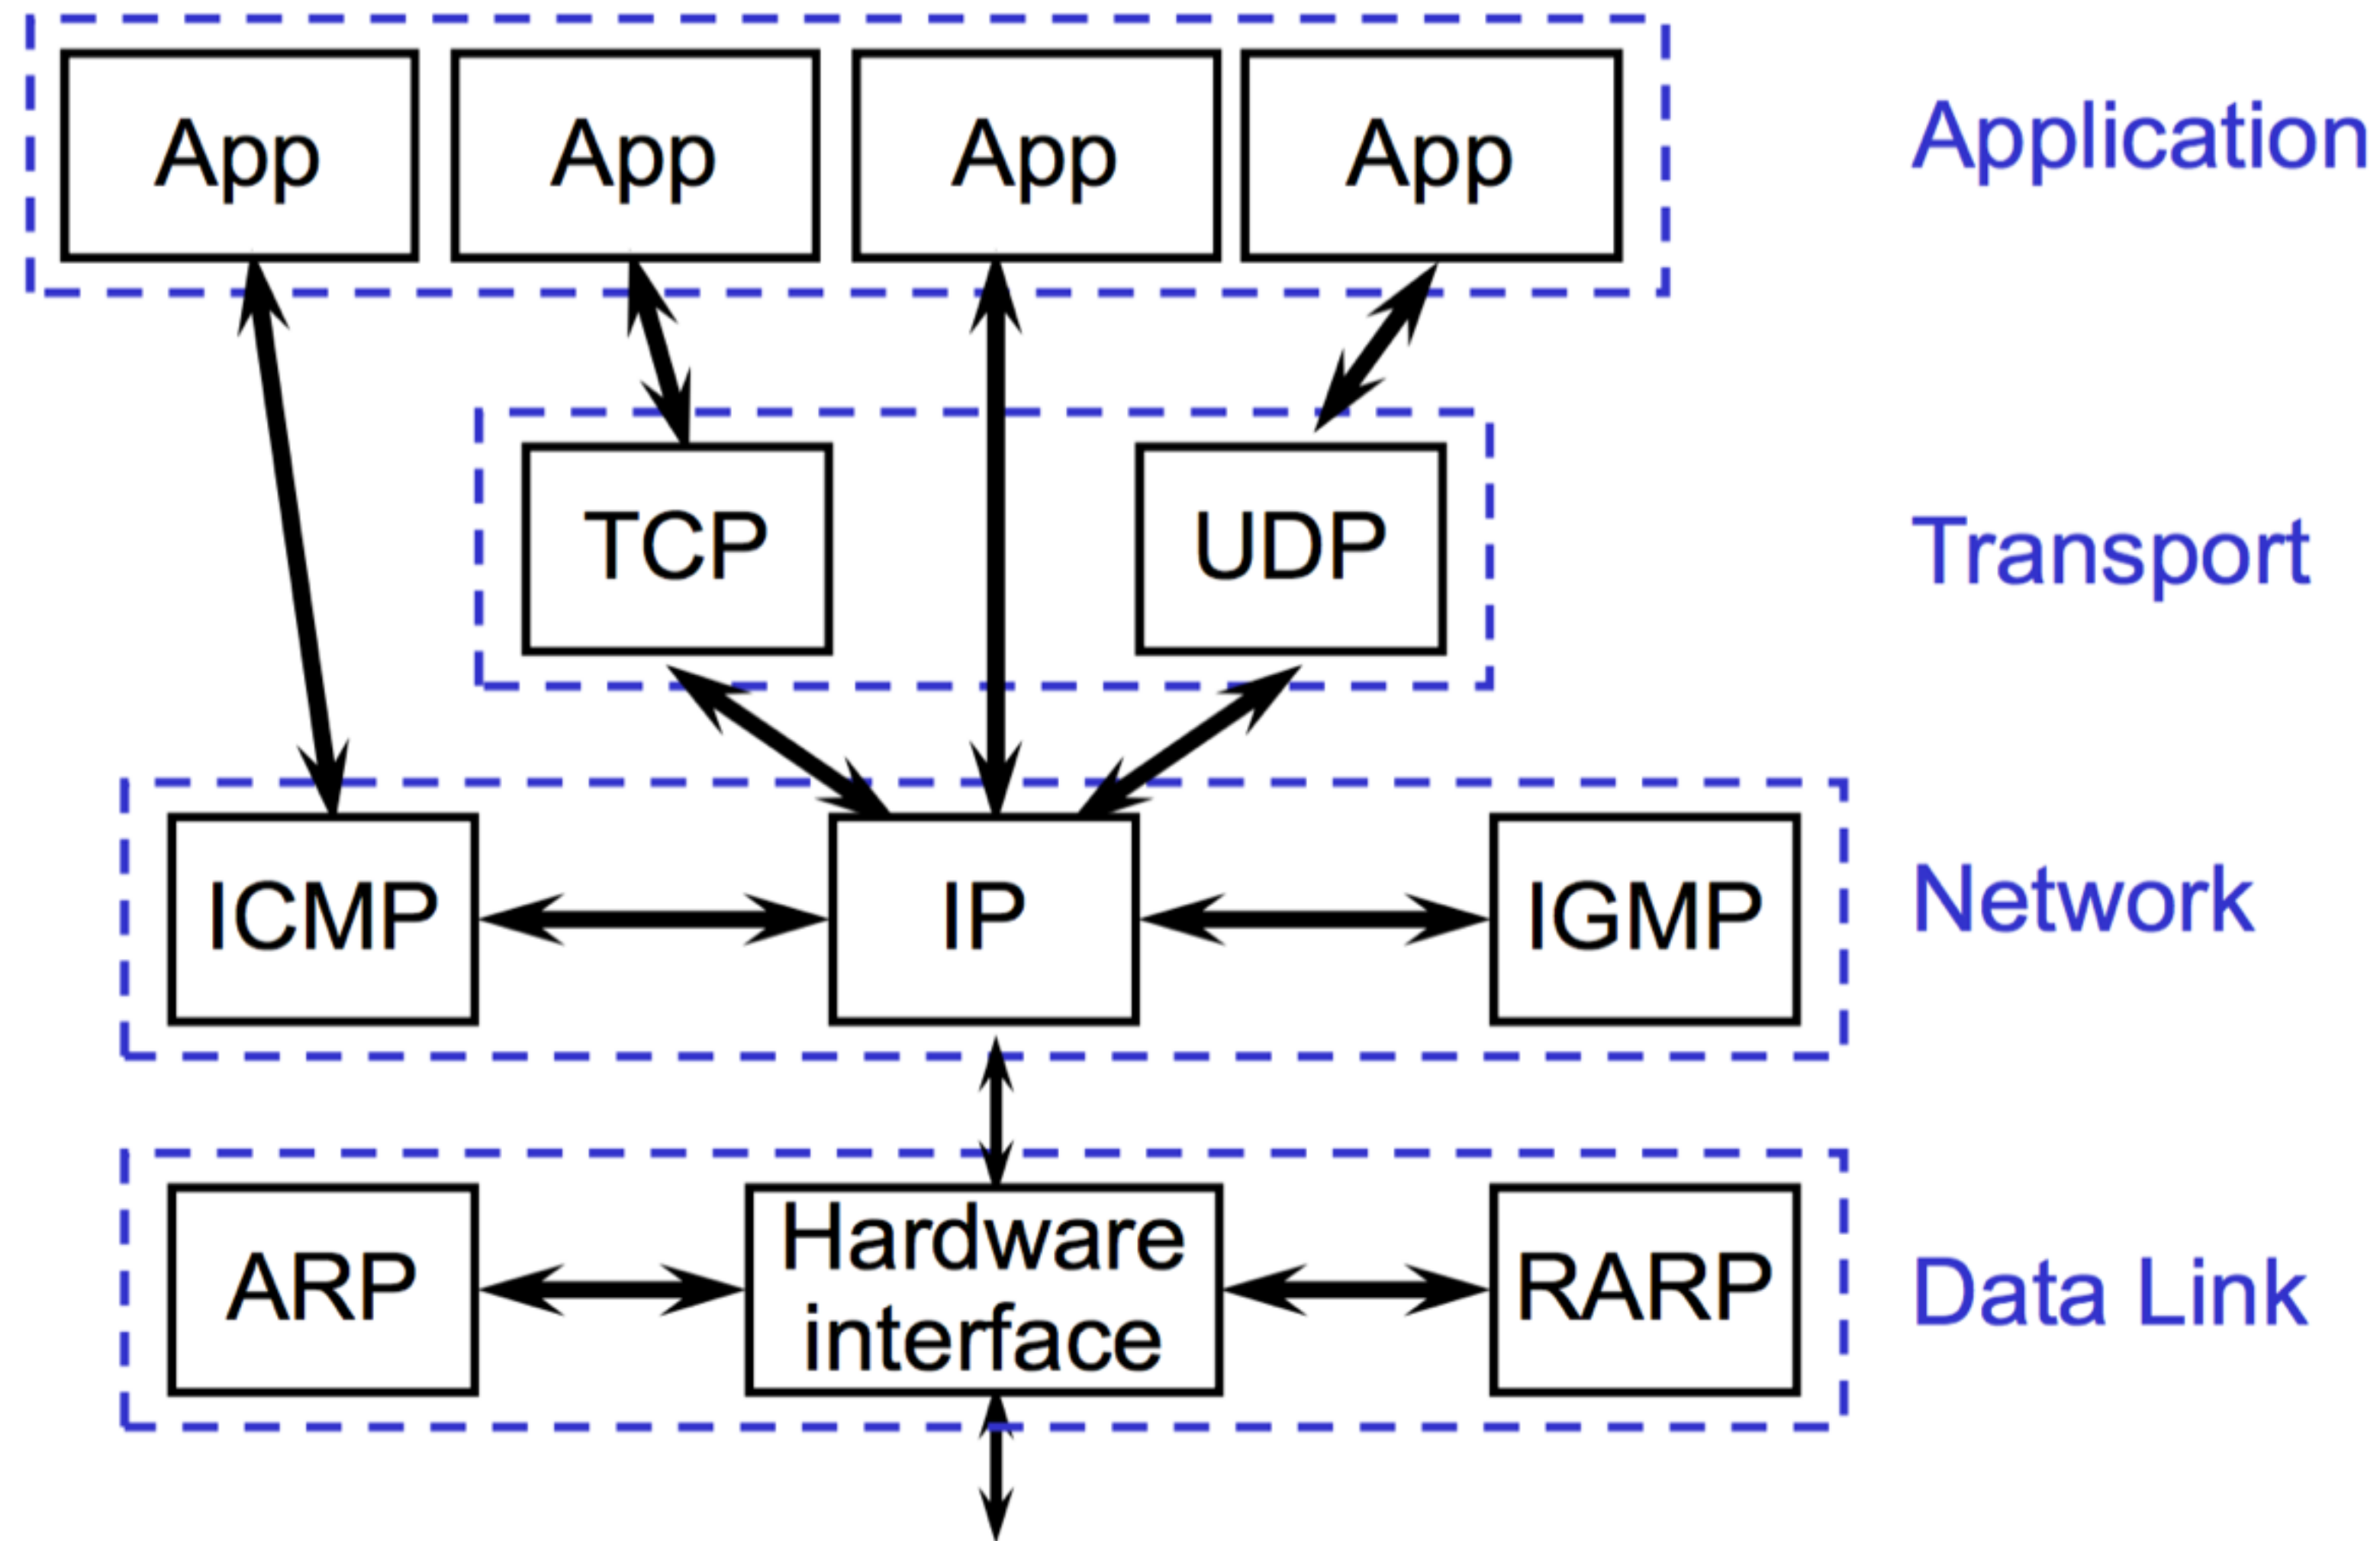 App App App App Application
TCP UDP Transport
ICMP IP IGMP Network
ARP Hardware interface RARP Data Link